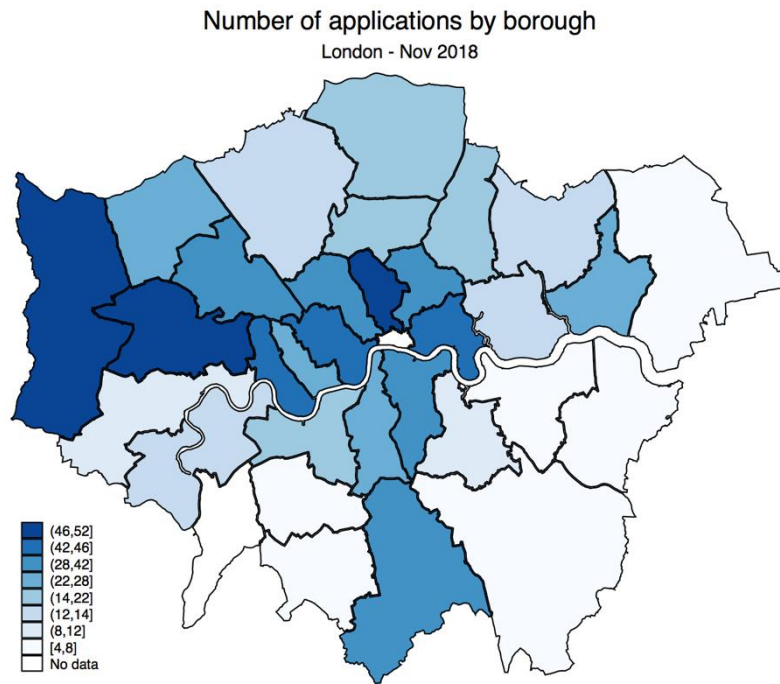 Number of applications by borough
London - Nov 2018
(46,52]
(42,46]
(28,42]
(22,28]
(14,22]
(12,14]
(8,12]
[4,8]
No data